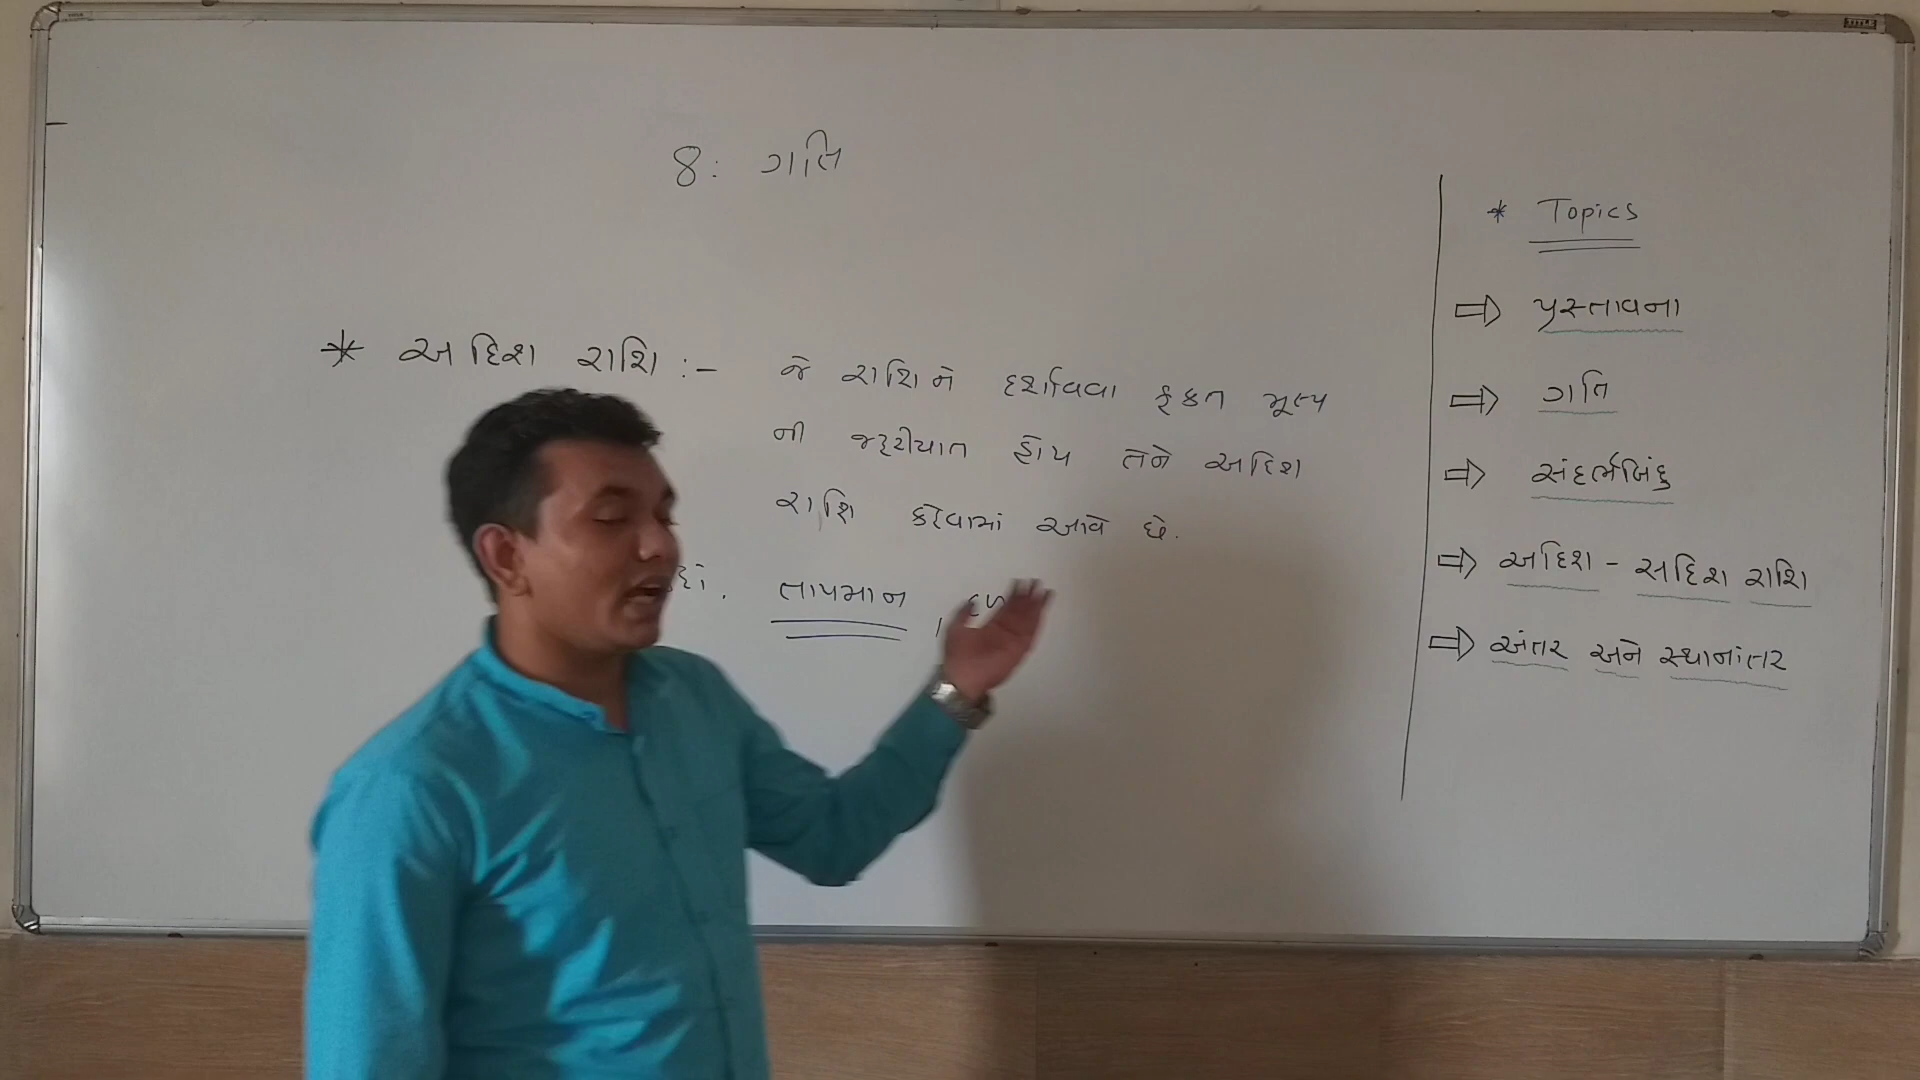 8: ગતિ
* અદિશ રાશિ :- જે રાશિને દર્શાવવા ફકત મૂલ્ય
ની જરૂરીયાત હોય તેને અદિશ
રાશિ કહેવામાં આવે છે.
તાપમાન ,
* Topics
⇒ પ્રસ્તાવના
⇒ ગતિ
⇒ સંદર્ભબિંદુ
⇒ અદિશ - સદિશ રાશિ
⇒ અંતર અને સ્થાનાંતર